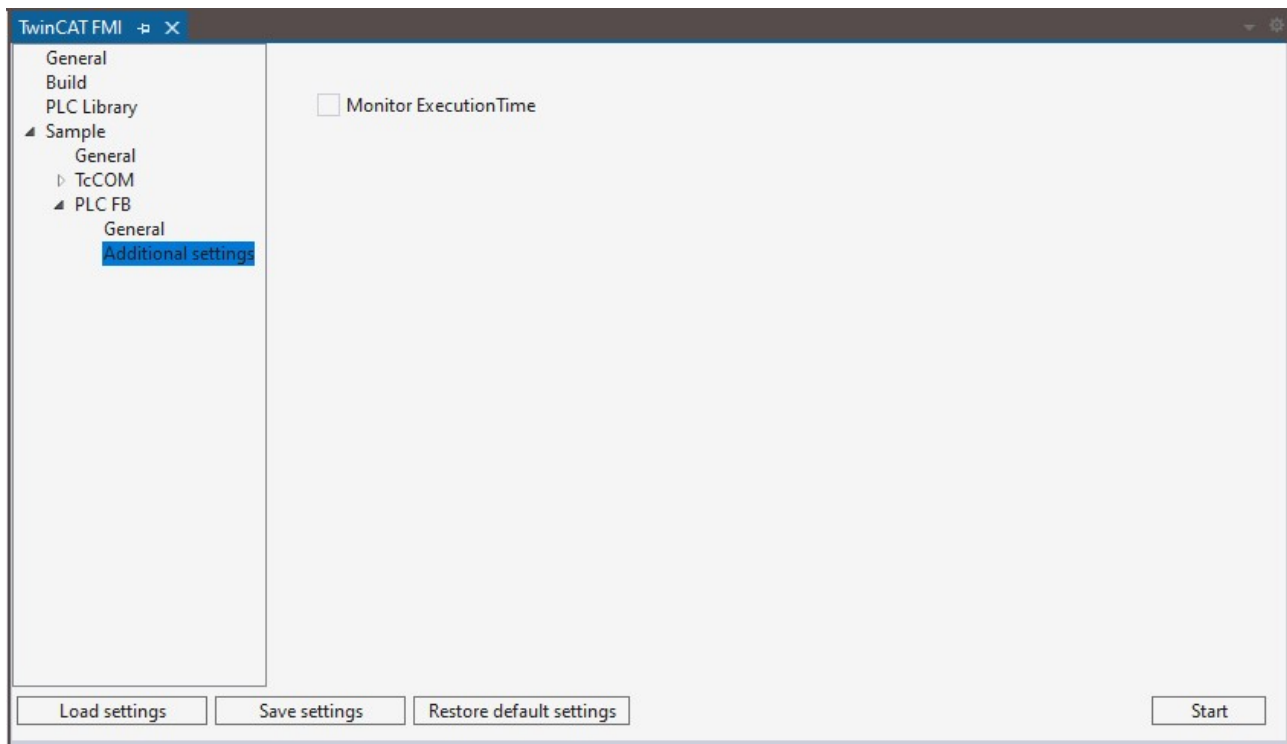 TwinCAT FMI
General
Build
PLC Library
Sample
General
TcCOM
PLC FB
General
Additional settings
Monitor ExecutionTime
Load settings
Save settings
Restore default settings
Start